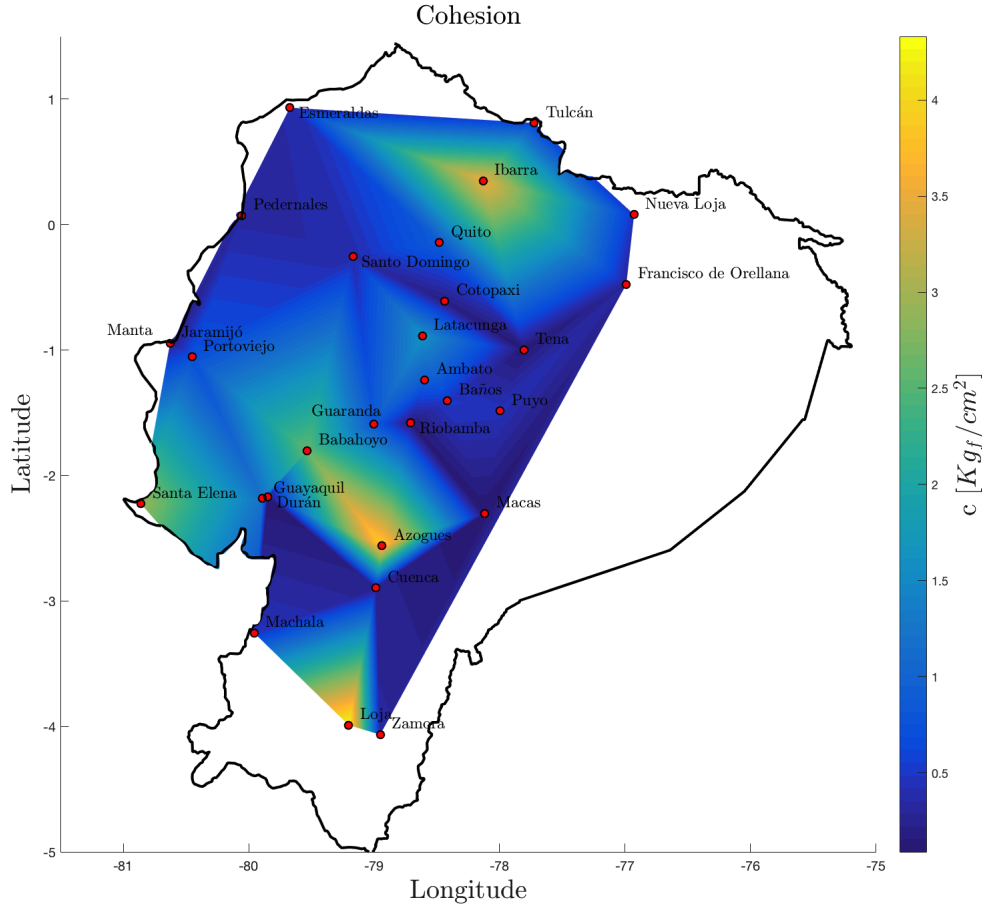 Cohesion
Tulcán
Esmeraldas
Ibarra
Nueva Loja
Pedernales
Quito
Santo Domingo
Francisco de Orellana
Cotopaxi
Latacunga
Manta
Jaramijó
Portoviejo
Tena
Ambato
Baños
Puyo
Guaranda
Riobamba
Babahoyo
Santa Elena
Guayaquil
Durán
Macas
Azogues
Cuenca
Machala
Loja
Zamora
1
0
-1
-2
-3
-4
-5
Latitude
-81
-80
-79
-78
-77
-76
-75
Longitude
4
3.5
3
2.5
2
1.5
1
0.5
c [Kg_f/cm^2]